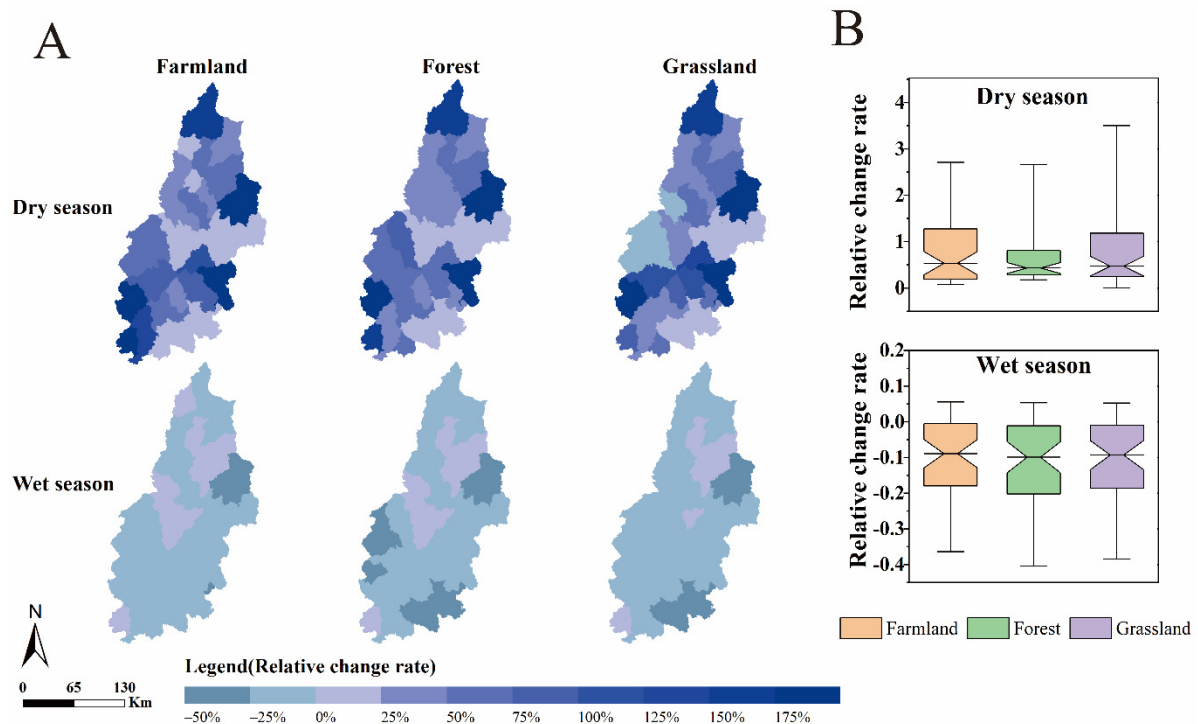 A
Farmland
Forest
Grassland
Dry season
Wet season
N
0
65
130
Km
Legend(Relative change rate)
–50%
–25%
0%
25%
50%
75%
100%
125%
150%
175%
B
Dry season
Relative change rate
4
3
2
1
0
Wet season
Relative change rate
0.2
0.1
0.0
-0.1
-0.2
-0.3
-0.4
Farmland
Forest
Grassland